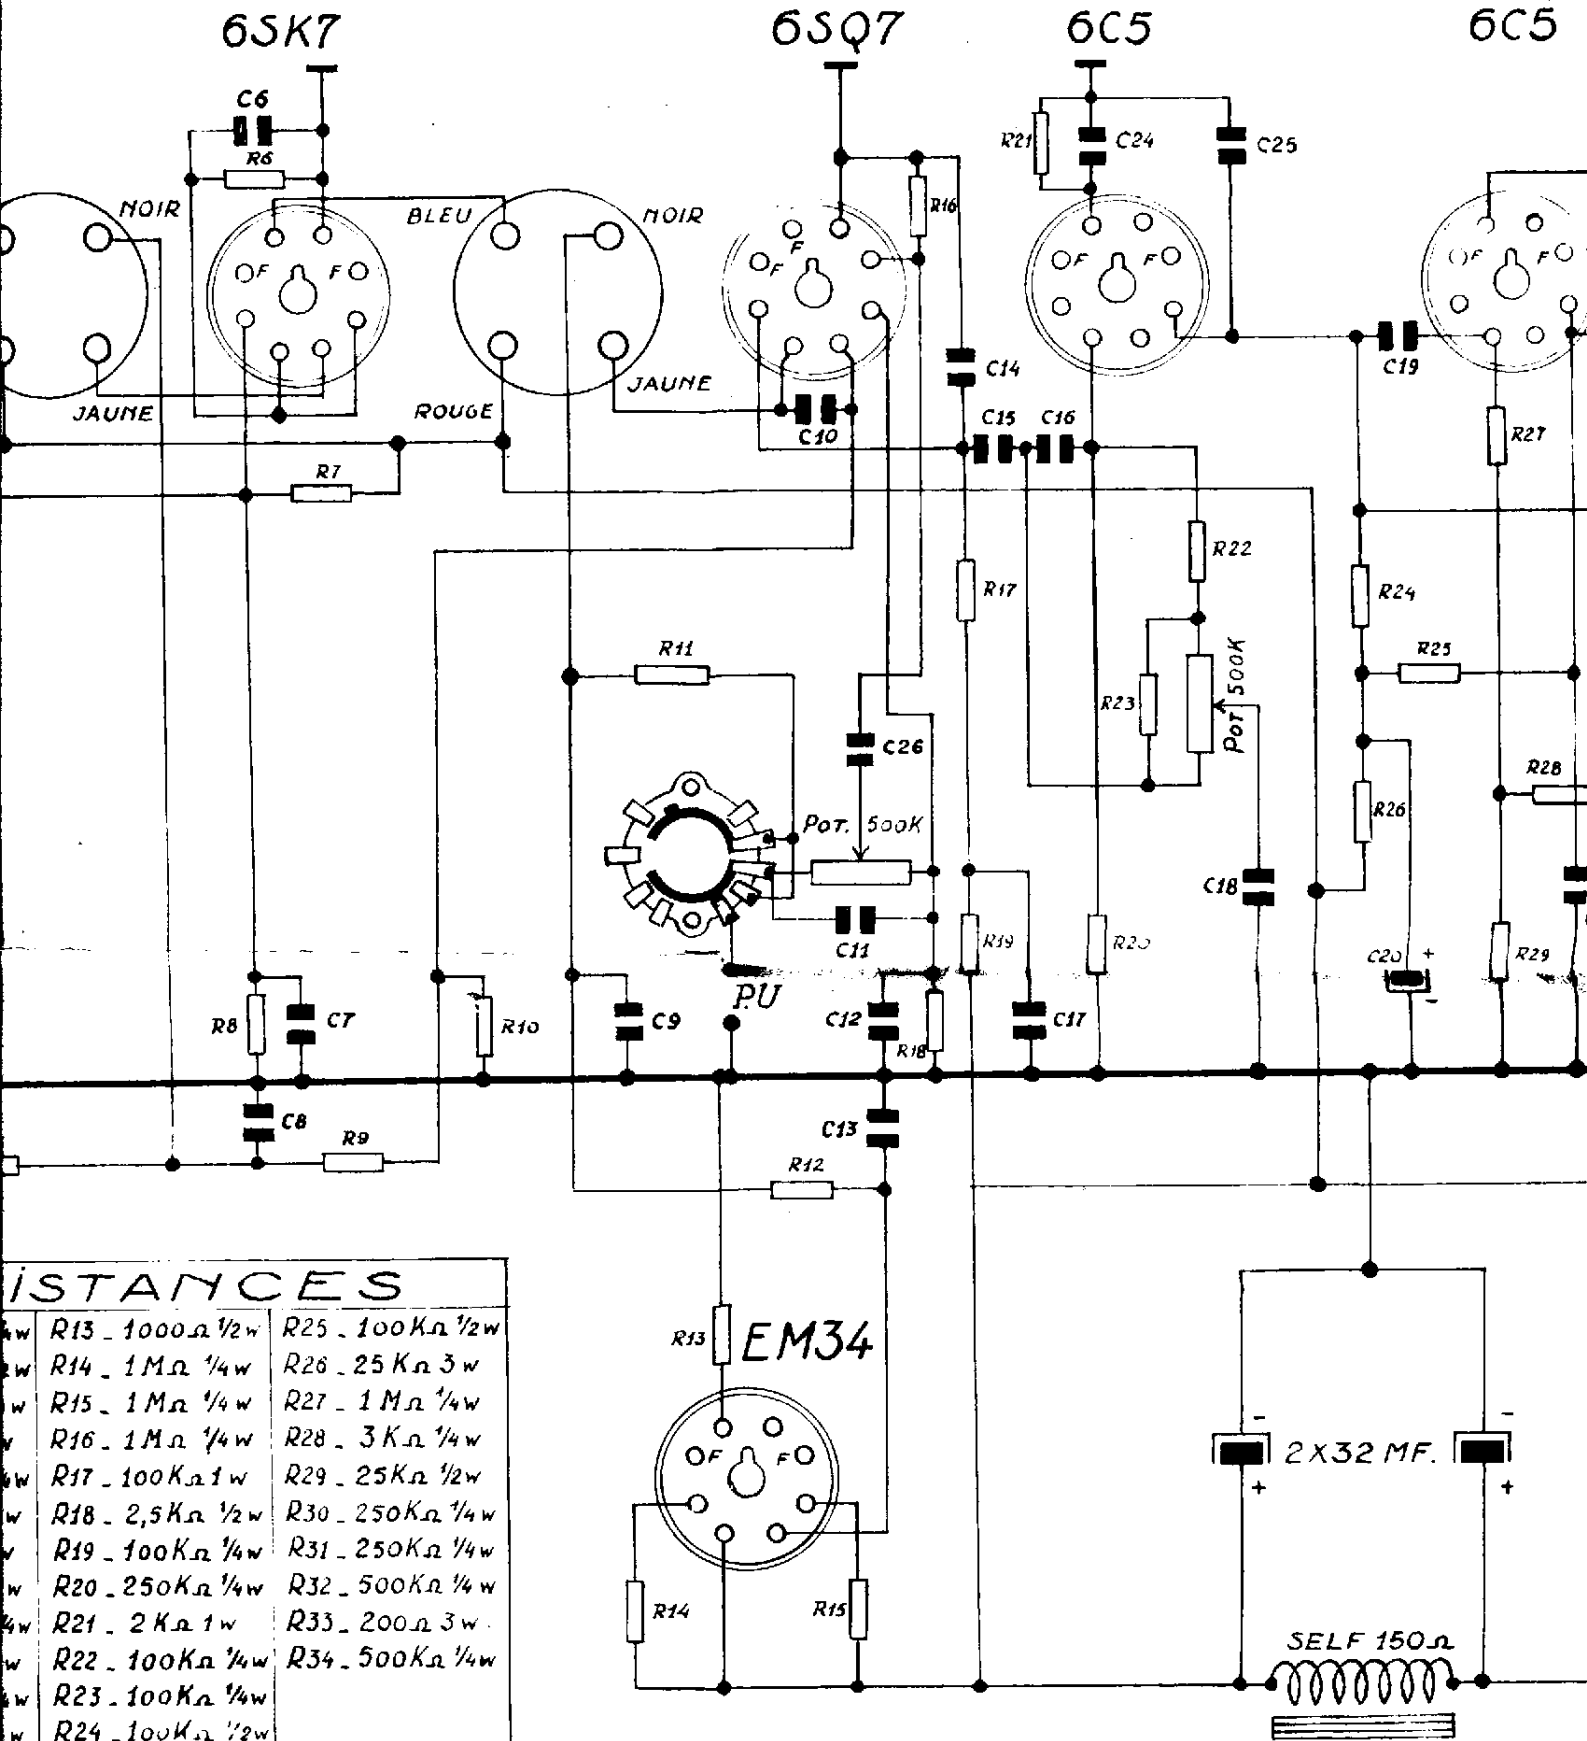 6SK7 6SQ7 6C5 6C5
C6
R6
R21 C24 C25
NOIR BLEU NOIR
R16
F F F F F F F F
JAUNE ROUGE JAUNE
C14 C19
C10 C15 C16 R27
R7
R22
R17 R24
R11 R25
R23 POT 500K
C26
R28
POT. 500K R26
C18
C11 R19 R20 C20 + R29
-
PU
R8 C7 R10 C9 C12 R18 C17
C8 R9 C13
R12
R13 EM34
F F
- -
2X32 MF.
+ +
R14 R15
SELF 150Ω
ISTANCES
4w R13 - 1000Ω 1/2w R25 - 100KΩ 1/2w
2w R14 - 1MΩ 1/4w R26 - 25KΩ 3w
w R15 - 1MΩ 1/4w R27 - 1MΩ 1/4w
R16 - 1MΩ 1/4w R28 - 3KΩ 1/4w
4w R17 - 100KΩ 1w R29 - 25KΩ 1/2w
w R18 - 2,5KΩ 1/2w R30 - 250KΩ 1/4w
R19 - 100KΩ 1/4w R31 - 250KΩ 1/4w
w R20 - 250KΩ 1/4w R32 - 500KΩ 1/4w
4w R21 - 2KΩ 1w R33 - 200Ω 3w.
w R22 - 100KΩ 1/4w R34 - 500KΩ 1/4w
4w R23 - 100KΩ 1/4w
w R24 - 100KΩ 1/2w